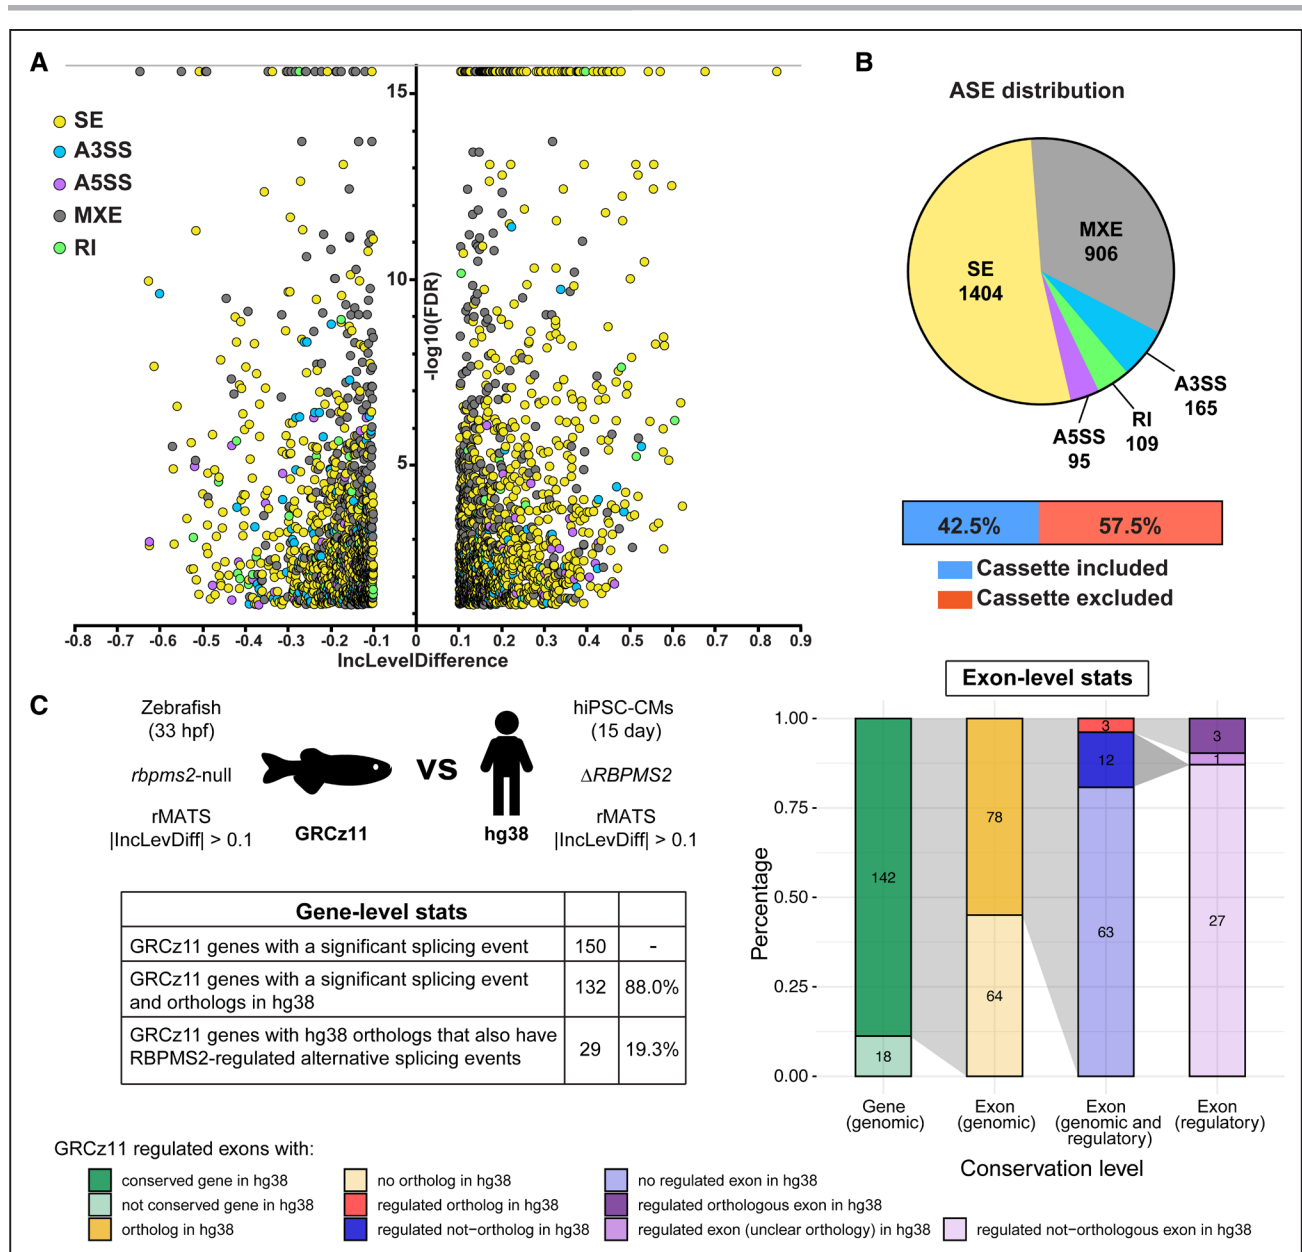 A
SE
A3SS
A5SS
MXE
RI
15
10
5
-log10(FDR)
-0.8 -0.7 -0.6 -0.5 -0.4 -0.3 -0.2 -0.1 0 0.1 0.2 0.3 0.4 0.5 0.6 0.7 0.8 0.9
IncLevelDifference
B
ASE distribution
MXE
906
SE
1404
A3SS
165
RI
109
A5SS
95
42.5% 57.5%
Cassette included
Cassette excluded
C
Zebrafish
(33 hpf)
rbpms2-null
rMATS
|IncLevDiff| > 0.1
GRCz11
vs
hg38
hiPSC-CMs
(15 day)
ΔRBPMS2
rMATS
|IncLevDiff| > 0.1
Gene-level stats
GRCz11 genes with a significant splicing event 150 -
GRCz11 genes with a significant splicing event
and orthologs in hg38 132 88.0%
GRCz11 genes with hg38 orthologs that also have
RBPMS2-regulated alternative splicing events 29 19.3%
Exon-level stats
Percentage
1.00
0.75
0.50
0.25
0.00
142
18
78
64
3
12
63
3
1
27
Gene
(genomic)
Exon
(genomic)
Exon
(genomic and
regulatory)
Exon
(regulatory)
Conservation level
GRCz11 regulated exons with:
conserved gene in hg38
not conserved gene in hg38
ortholog in hg38
no ortholog in hg38
regulated ortholog in hg38
regulated not−ortholog in hg38
no regulated exon in hg38
regulated orthologous exon in hg38
regulated exon (unclear orthology) in hg38
regulated not−orthologous exon in hg38